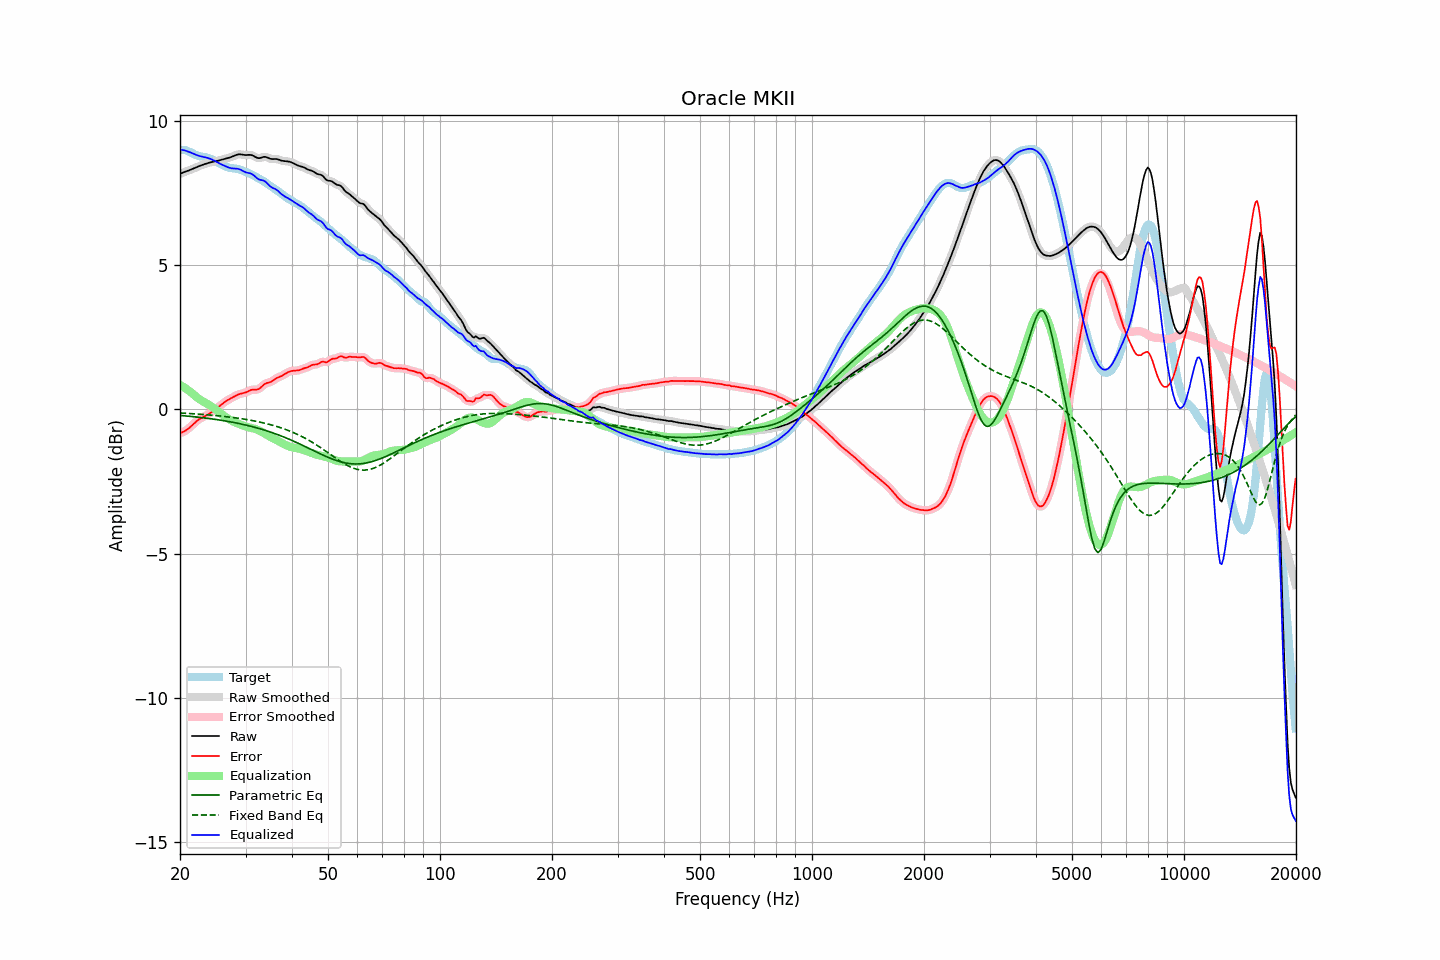 Oracle MKII
10
5
0
−5
−10
−15
Amplitude (dBr)
Target
Raw Smoothed
Error Smoothed
Raw
Error
Equalization
Parametric Eq
Fixed Band Eq
Equalized
20 50 100 200 500 1000 2000 5000 10000 20000
Frequency (Hz)